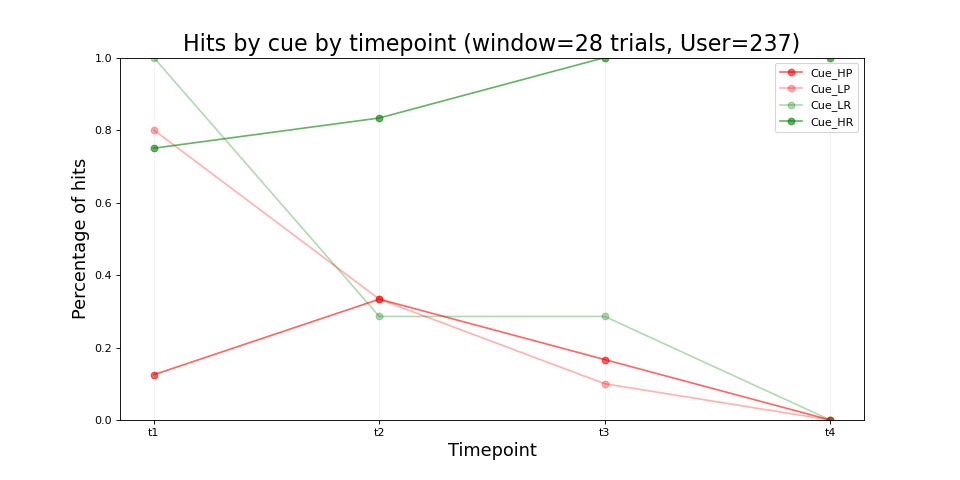 Hits by cue by timepoint (window=28 trials, User=237)
Percentage of hits
1.0
0.8
0.6
0.4
0.2
0.0
Cue_HP
Cue_LP
Cue_LR
Cue_HR
t1
t2
t3
t4
Timepoint